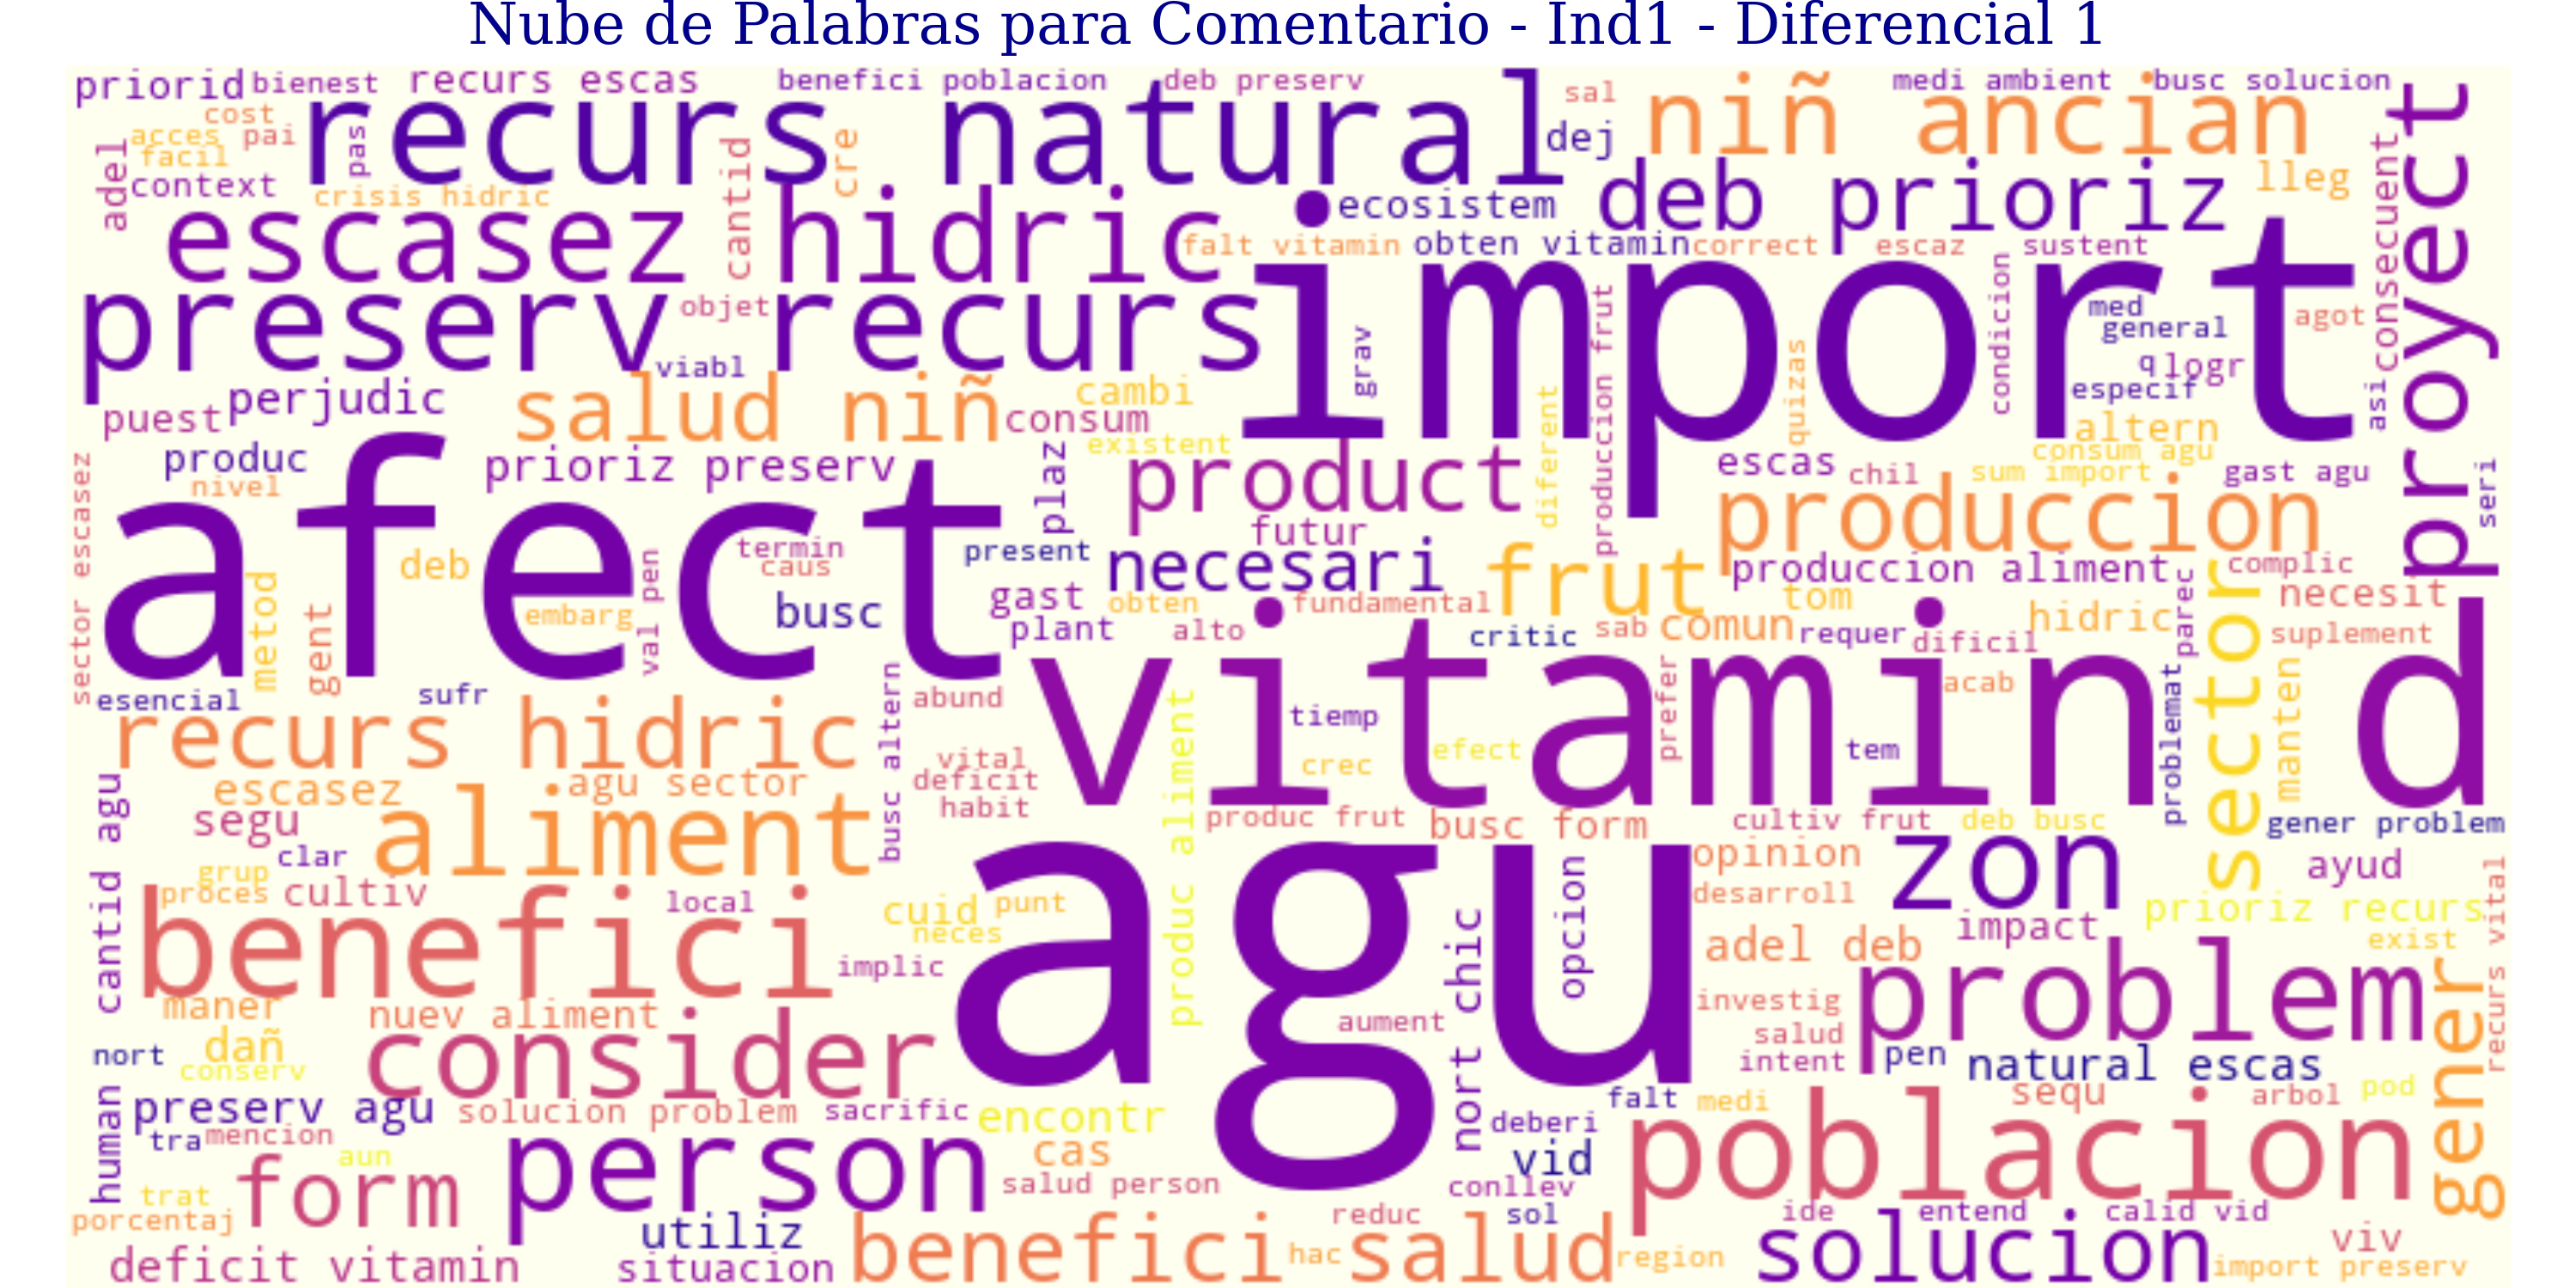 Nube de Palabras para Comentario - Ind1 - Diferencial 1
priorid
bienest
recurs escas
benefici poblacion
deb preserv
sal
niñ ancian
medi ambient
busc solucion
proyect
cost
acces
pai
facil
adel
context
pas
recurs natural
cantid
cre
dej
crisis hidric
escasez hidric
ecosistem
deb prioriz
lleg
consecuent
falt vitamin
obten vitamin
correct
escaz
sustent
preserv recurs
objet
viabl
import
grav
produccion frut
quizas
condicion
med
general
q
logr
especif
agot
asi
puest
perjudic
salud niñ
cambi
consum
existent
diferent
altern
consum agu
produc
nivel
prioriz preserv
plaz
product
escas
chil
sum import
gast agu
seri
sector escasez
afect
deb
metod
gent
embarg
val pen
termin
caus
busc
present
futur
necesari
frut
produccion
produccion aliment
complic
necesit
gast
obten
fundamental
tom
plant
alto
critic
sab
comun
requer
dificil
hidric
parec
sector
suplement
esencial
sufr
busc altern
abund
vitamin d
tiemp
prefer
acab
tem
problemat
manten
recurs hidric
vital
deficit
habit
produc aliment
efect
crec
escasez
agu sector
cantid agu
segu
aliment
produc frut
busc form
cultiv frut
deb busc
gener problem
clar
grup
proces
cultiv
local
cuid
punt
neces
agu
opcion
opinion
zon
ayud
desarroll
prioriz recurs
benefici
implic
nort chic
adel deb
impact
exist
recurs vital
maner
nuev aliment
aument
investig
problem
gener
nort
dañ
conserv
consider
salud
intent
pen
natural escas
human
preserv agu
solucion problem
sacrific
encontr
deberi
falt
medi
sequ
arbol
pod
tra
mencion
aun
person
cas
vid
poblacion
trat
form
salud person
conllev
porcentaj
utiliz
benefici
reduc
sol
ide
entend
calid vid
deficit vitamin
situacion
hac
salud
region
solucion
viv
import preserv